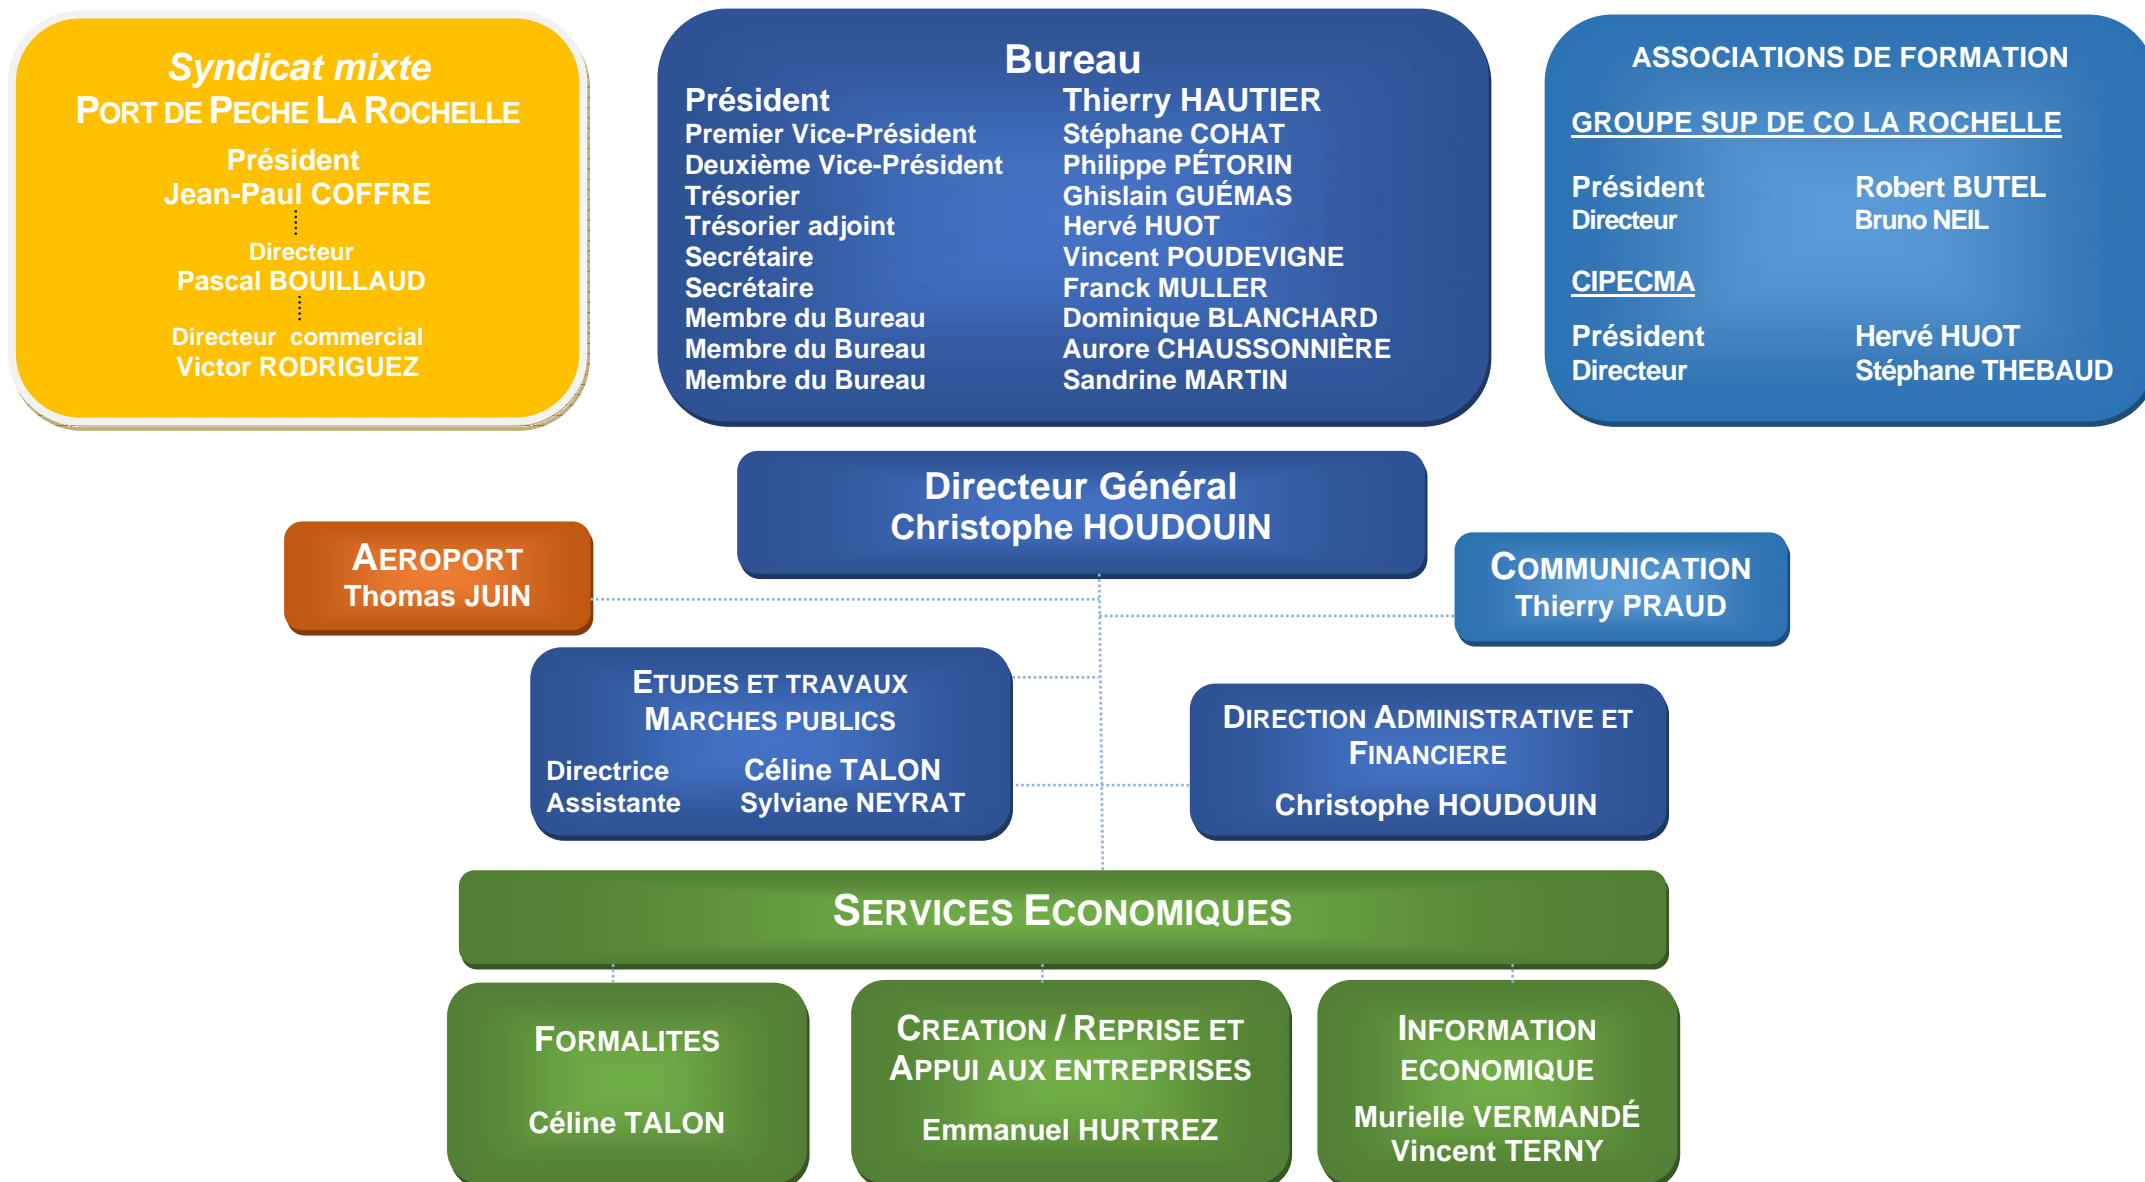 Syndicat mixte
PORT DE PECHE LA ROCHELLE
Président
Jean-Paul COFFRE
Directeur
Pascal BOUILLAUD
Directeur commercial
Victor RODRIGUEZ
Bureau
Président Thierry HAUTIER
Premier Vice-Président Stéphane COHAT
Deuxième Vice-Président Philippe PÉTORIN
Trésorier Ghislain GUÉMAS
Trésorier adjoint Hervé HUOT
Secrétaire Vincent POUDEVIGNE
Secrétaire Franck MULLER
Membre du Bureau Dominique BLANCHARD
Membre du Bureau Aurore CHAUSSONNIÈRE
Membre du Bureau Sandrine MARTIN
ASSOCIATIONS DE FORMATION
GROUPE SUP DE CO LA ROCHELLE
Président Robert BUTEL
Directeur Bruno NEIL
CIPECMA
Président Hervé HUOT
Directeur Stéphane THEBAUD
Directeur Général
Christophe HOUDOUIN
AEROPORT
Thomas JUIN
COMMUNICATION
Thierry PRAUD
ETUDES ET TRAVAUX
MARCHES PUBLICS
Directrice Céline TALON
Assistante Sylviane NEYRAT
DIRECTION ADMINISTRATIVE ET
FINANCIERE
Christophe HOUDOUIN
SERVICES ECONOMIQUES
FORMALITES
Céline TALON
CREATION / REPRISE ET
APPUI AUX ENTREPRISES
Emmanuel HURTREZ
INFORMATION
ECONOMIQUE
Murielle VERMANDÉ
Vincent TERNY